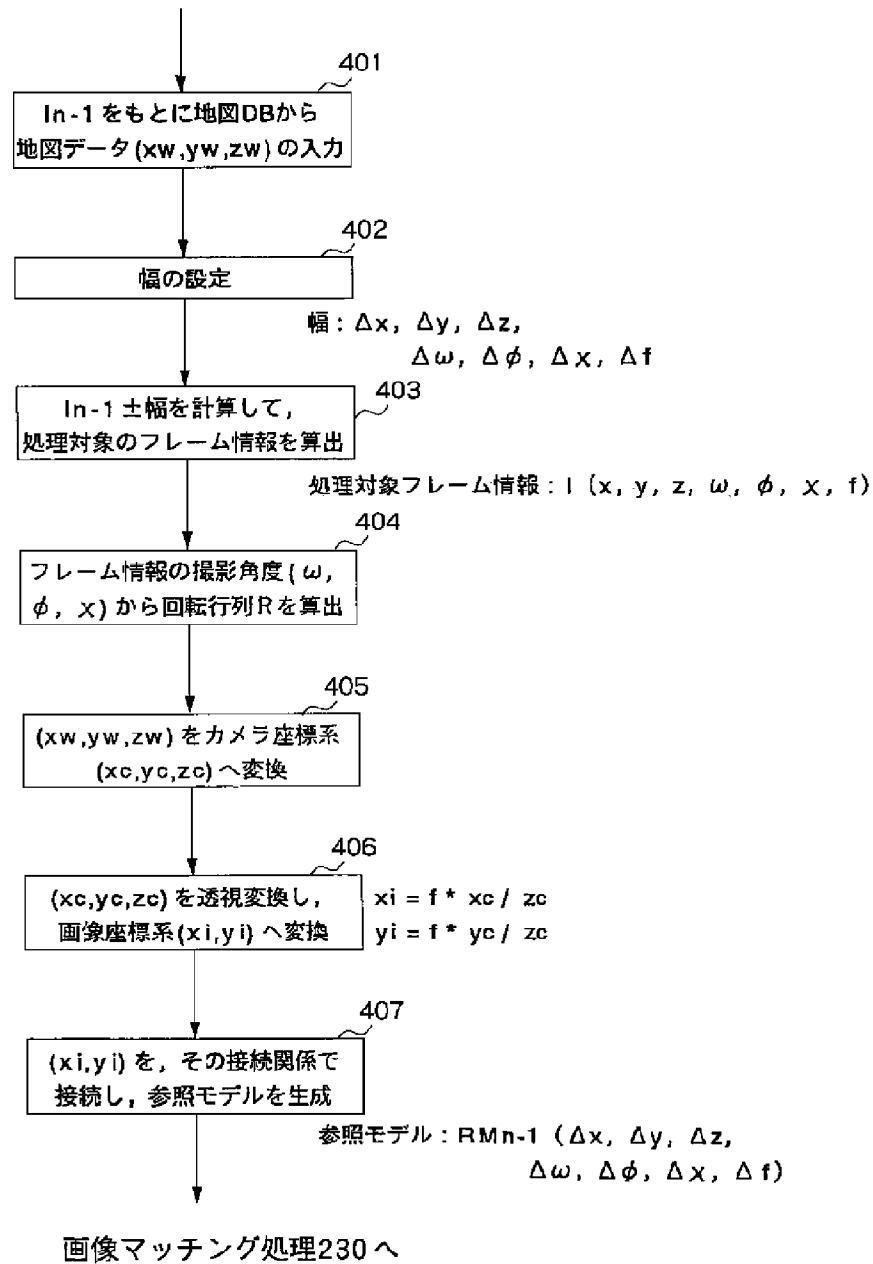 401
In-1 をもとに地図DBから
地図データ(xw,yw,zw) の入力
402
幅の設定
幅：Δx, Δy, Δz,
Δω, Δφ, Δχ, Δf
403
In-1 ±幅を計算して,
処理対象のフレーム情報を算出
処理対象フレーム情報：I (x, y, z, ω, φ, χ, f)
404
フレーム情報の撮影角度(ω,
φ, χ) から回転行列Rを算出
405
(xw,yw,zw) をカメラ座標系
(xc,yc,zc) へ変換
406
(xc,yc,zc) を透視変換し,
画像座標系(xi,yi) へ変換
xi = f * xc / zc
yi = f * yc / zc
407
(xi,yi) を, その接続関係で
接続し, 参照モデルを生成
参照モデル：RMn-1 (Δx, Δy, Δz,
Δω, Δφ, Δχ, Δf)
画像マッチング処理230 へ